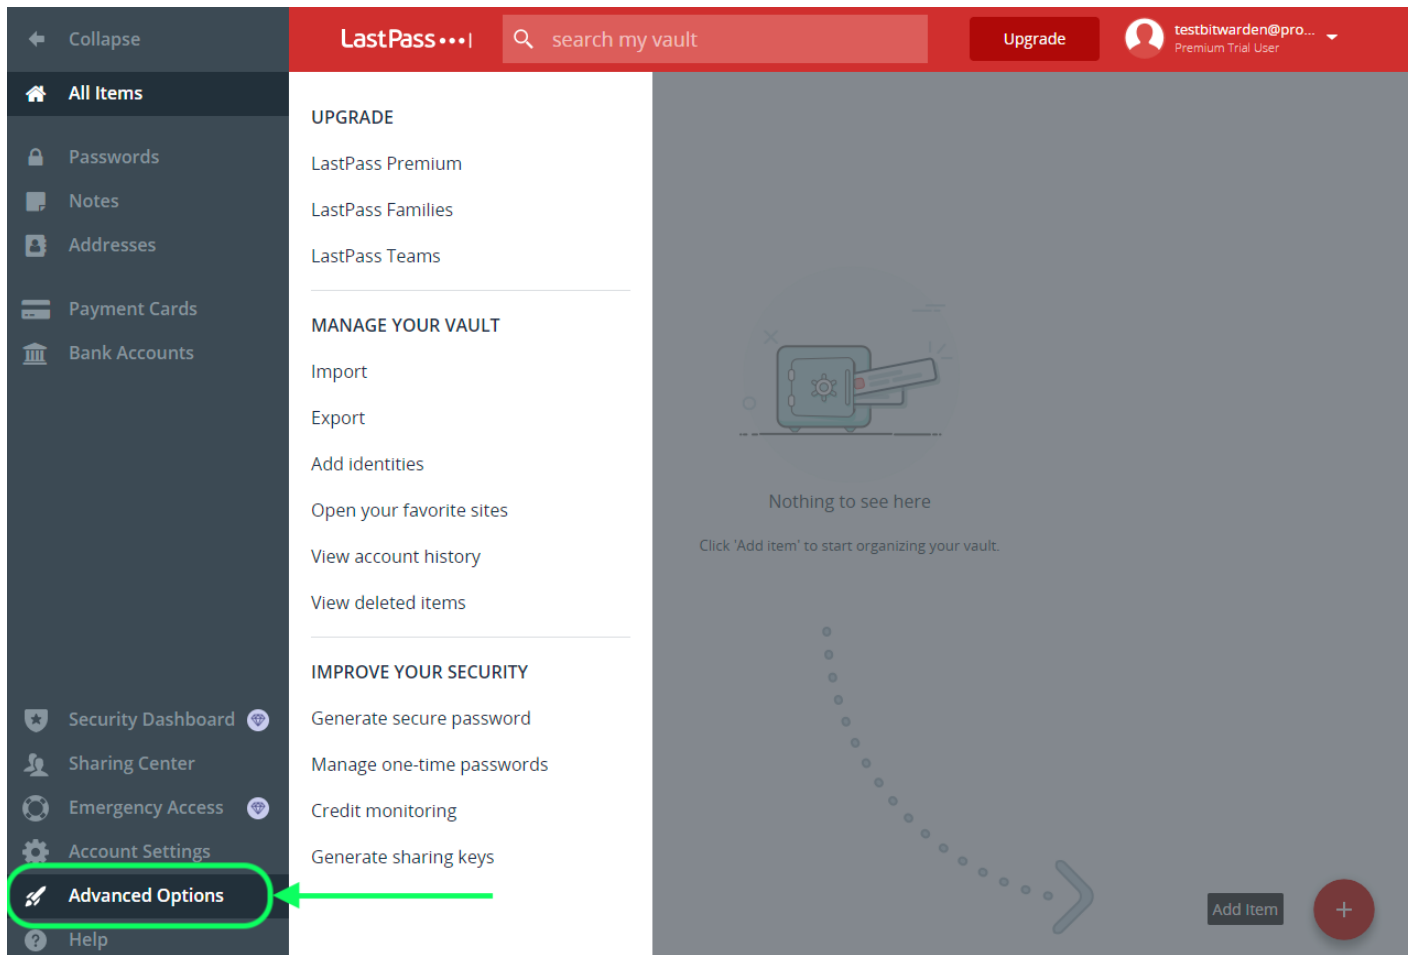 Collapse
LastPass
search my vault
Upgrade
testbitwarden@pro...
Premium Trial User
All Items
Passwords
Notes
Addresses
Payment Cards
Bank Accounts
Security Dashboard
Sharing Center
Emergency Access
Account Settings
Advanced Options
Help
UPGRADE
LastPass Premium
LastPass Families
LastPass Teams
MANAGE YOUR VAULT
Import
Export
Add identities
Open your favorite sites
View account history
View deleted items
IMPROVE YOUR SECURITY
Generate secure password
Manage one-time passwords
Credit monitoring
Generate sharing keys
Nothing to see here
Click 'Add item' to start organizing your vault.
Add Item